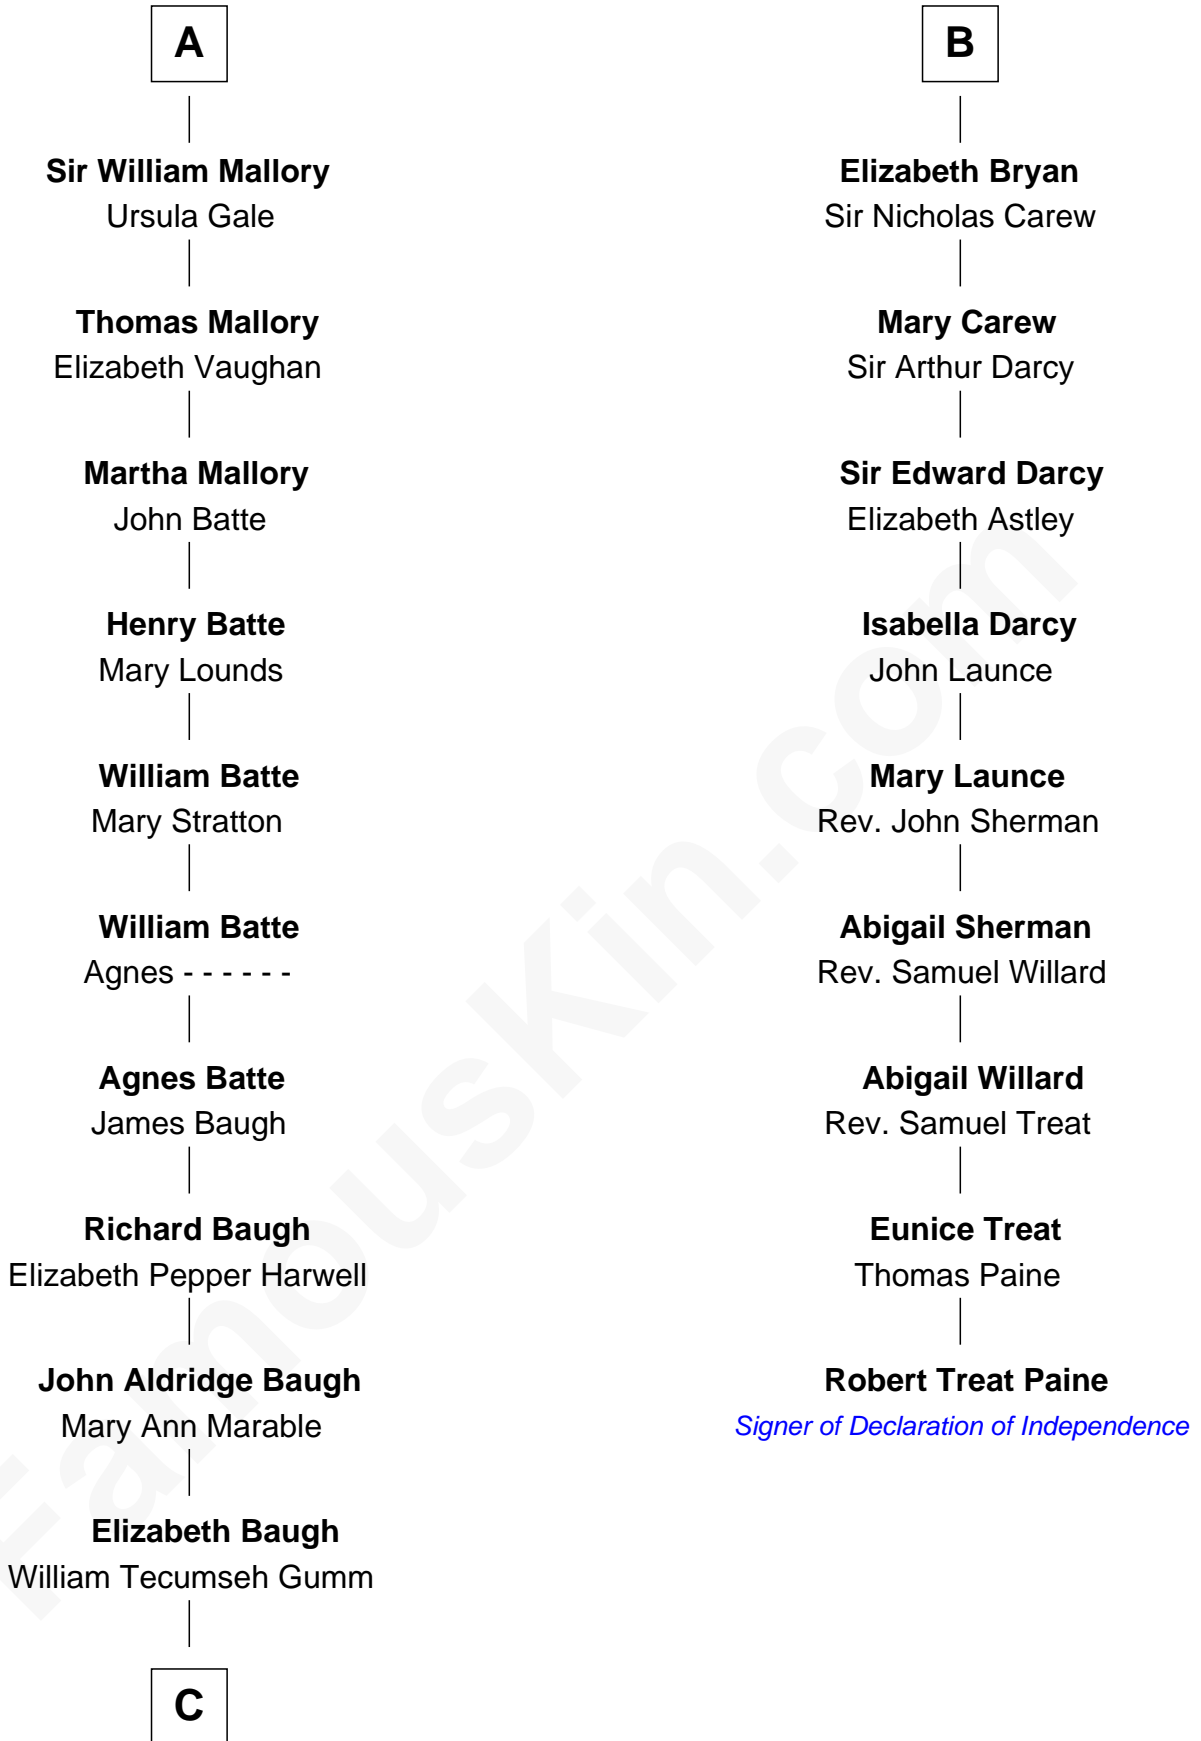 A
Sir William Mallory
Ursula Gale
Thomas Mallory
Elizabeth Vaughan
Martha Mallory
John Batte
Henry Batte
Mary Lounds
William Batte
Mary Stratton
William Batte
Agnes - - - - - -
Agnes Batte
James Baugh
Richard Baugh
Elizabeth Pepper Harwell
John Aldridge Baugh
Mary Ann Marable
Elizabeth Baugh
William Tecumseh Gumm
C
B
Elizabeth Bryan
Sir Nicholas Carew
Mary Carew
Sir Arthur Darcy
Sir Edward Darcy
Elizabeth Astley
Isabella Darcy
John Launce
Mary Launce
Rev. John Sherman
Abigail Sherman
Rev. Samuel Willard
Abigail Willard
Rev. Samuel Treat
Eunice Treat
Thomas Paine
Robert Treat Paine
Signer of Declaration of Independence
FamousKin.com